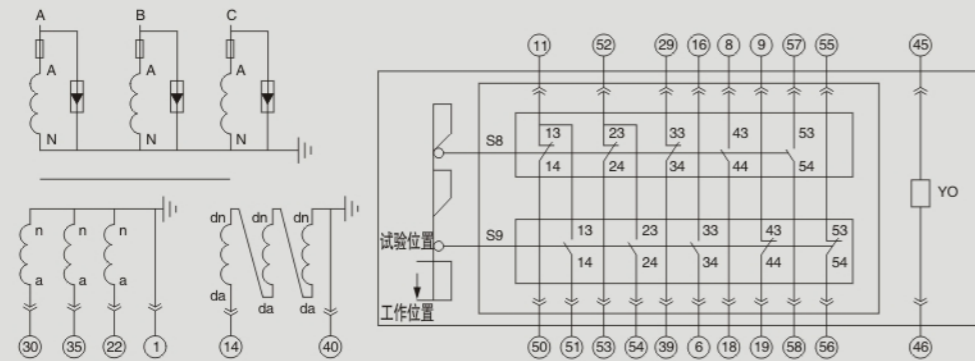 A B C
A A A
N N N
n n n dn dn dn
a a a da da da
30 35 22 1 14 40
11 52 29 16 8 9 57 55 45
S8 13 23 33 43 53
14 24 34 44 54
YO
试验位置 S9 13 23 33 43 53
14 24 34 44 54
工作位置
50 51 53 54 39 6 18 19 58 56 46